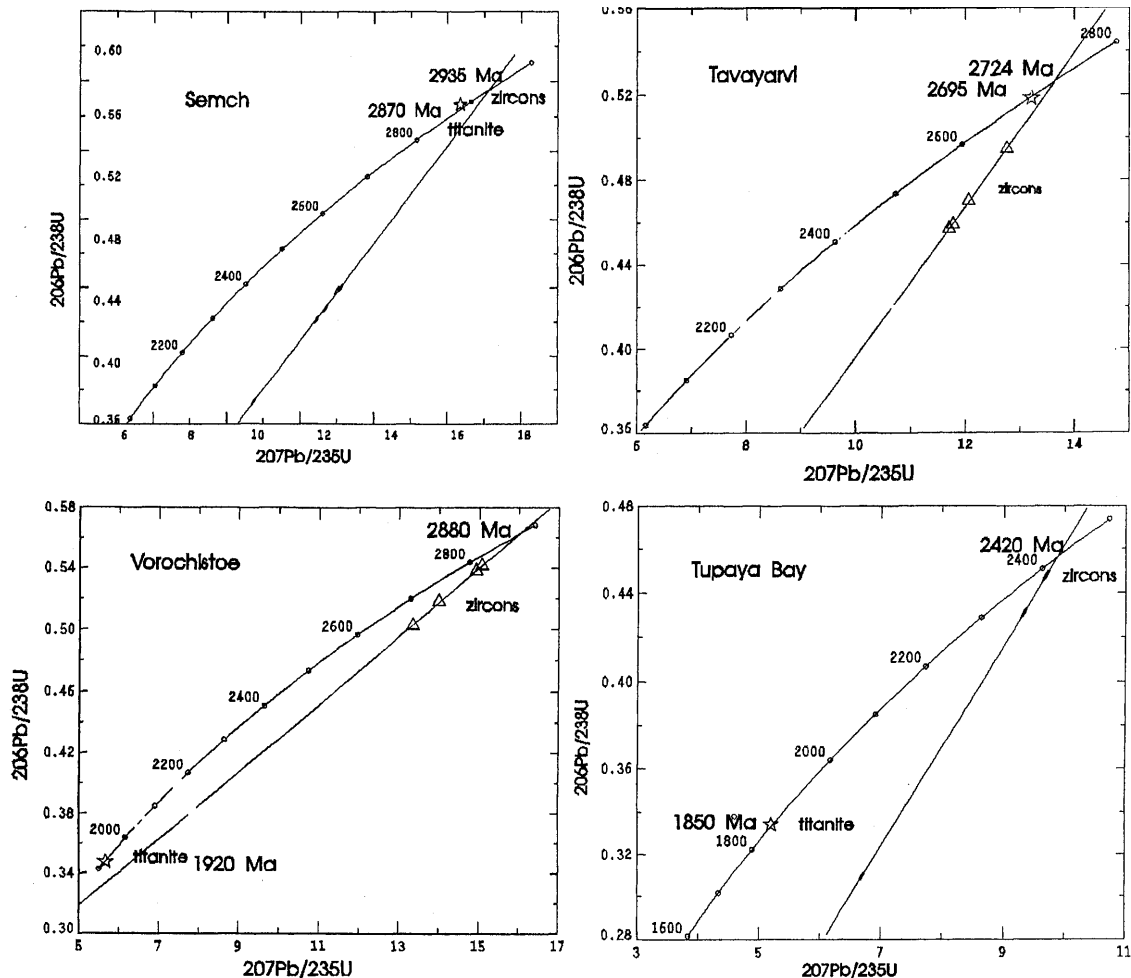 0.60
0.56
0.52
0.48
0.44
0.40
0.36
206Pb/238U
Semch
2935 Ma
zircons
2870 Ma
titanite
2800
2600
2400
2200
6 8 10 12 14 16 18
207Pb/235U
0.56
0.52
0.48
0.44
0.40
0.36
206Pb/238U
Tavayarvi
2800
2724 Ma
2695 Ma
2600
zircons
2400
2200
6 8 10 12 14
207Pb/235U
0.58
0.54
0.50
0.46
0.42
0.38
0.34
0.30
206Pb/238U
Vorochistoe
2880 Ma
2800
zircons
2600
2400
2200
2000
titanite 1920 Ma
5 7 9 11 13 15 17
207Pb/235U
0.48
0.44
0.40
0.36
0.32
0.28
206Pb/238U
Tupaya Bay
2420 Ma
2400
zircons
2200
2000
1850 Ma
titanite
1800
1600
3 5 7 9 11
207Pb/235U